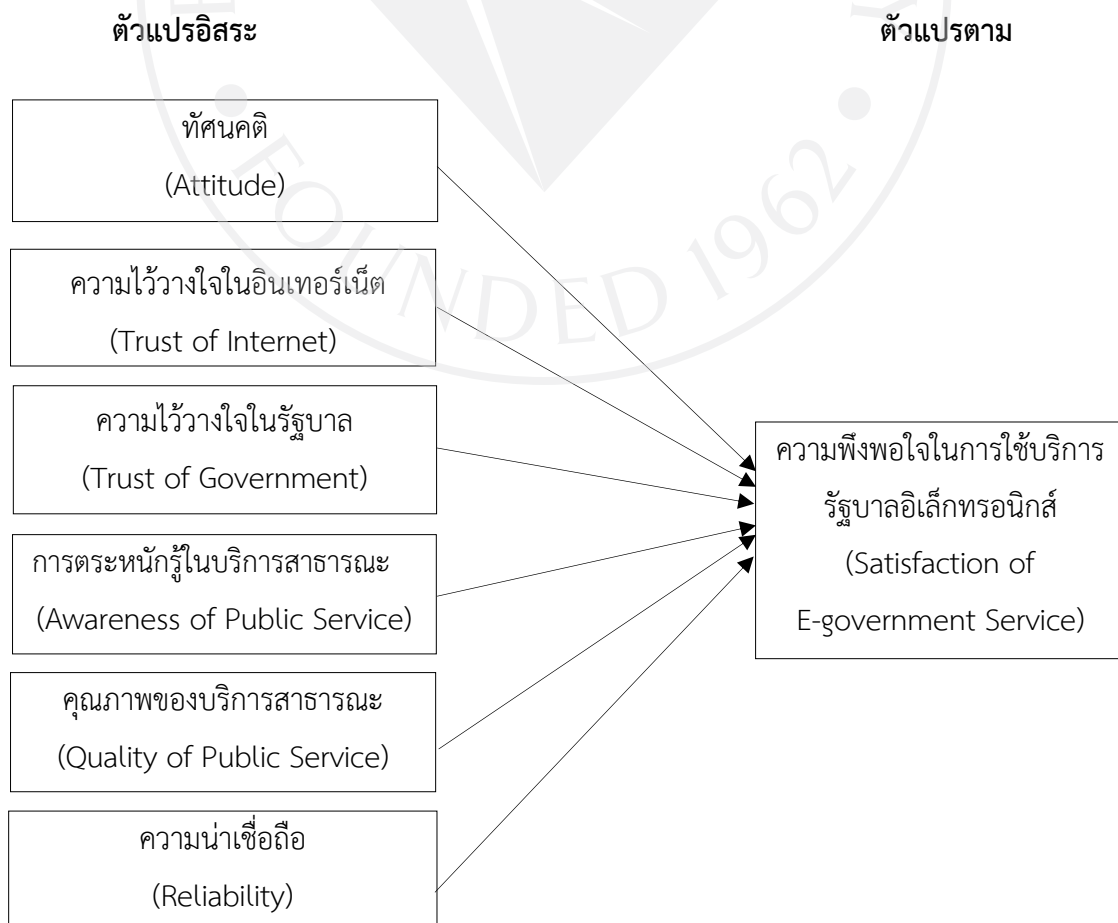 ตัวแปรอิสระ
ตัวแปรตาม
ทัศนคติ
(Attitude)
ความไว้วางใจในอินเทอร์เน็ต
(Trust of Internet)
ความไว้วางใจในรัฐบาล
(Trust of Government)
การตระหนักรู้ในบริการสาธารณะ
(Awareness of Public Service)
คุณภาพของบริการสาธารณะ
(Quality of Public Service)
ความน่าเชื่อถือ
(Reliability)
ความพึงพอใจในการใช้บริการ
รัฐบาลอิเล็กทรอนิกส์
(Satisfaction of
E-government Service)
FOUNDED 1962